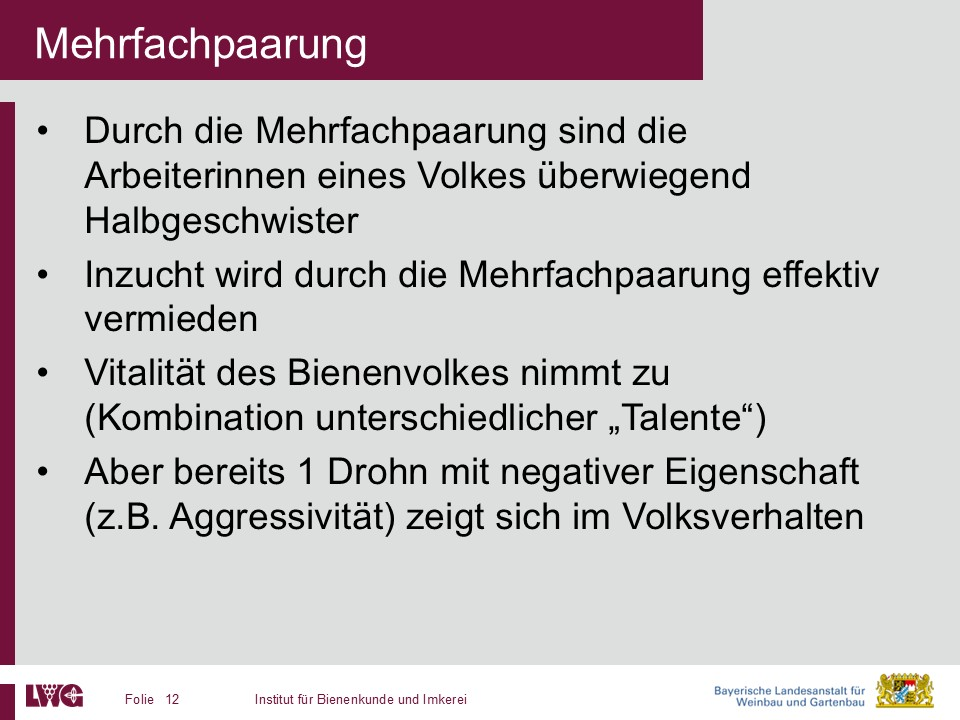 Mehrfachpaarung
• Durch die Mehrfachpaarung sind die
Arbeiterinnen eines Volkes überwiegend
Halbgeschwister
• Inzucht wird durch die Mehrfachpaarung effektiv
vermieden
• Vitalität des Bienenvolkes nimmt zu
(Kombination unterschiedlicher „Talente“)
• Aber bereits 1 Drohn mit negativer Eigenschaft
(z.B. Aggressivität) zeigt sich im Volksverhalten
LWG
Folie 12
Institut für Bienenkunde und Imkerei
Bayerische Landesanstalt für
Weinbau und Gartenbau